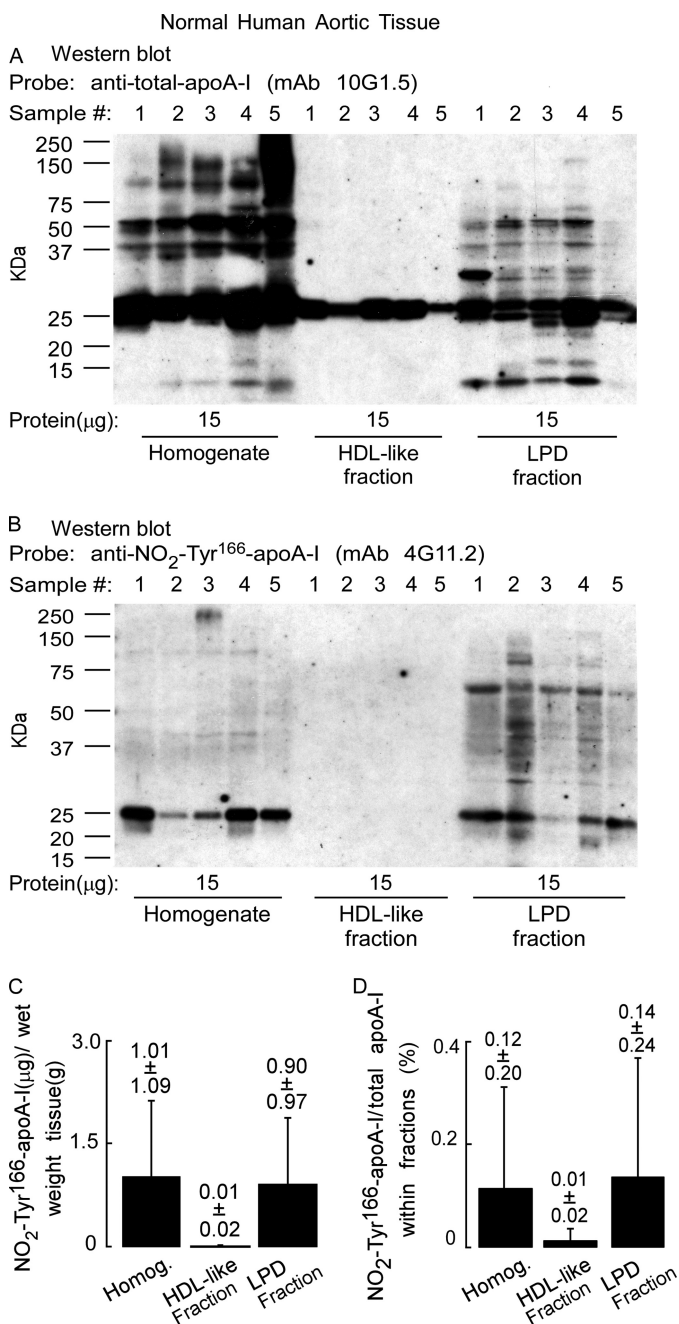 Normal Human Aortic Tissue
A Western blot
Probe: anti-total-apoA-I (mAb 10G1.5)
Sample #: 1 2 3 4 5 1 2 3 4 5 1 2 3 4 5
250
150
75
50
37
25
20
15
KDa
Protein(μg): 15 15 15
Homogenate HDL-like fraction LPD fraction
B Western blot
Probe: anti-NO2-Tyr166-apoA-I (mAb 4G11.2)
Sample #: 1 2 3 4 5 1 2 3 4 5 1 2 3 4 5
250
150
75
50
37
25
20
15
KDa
Protein(μg): 15 15 15
Homogenate HDL-like fraction LPD fraction
C
NO2-Tyr166-apoA-I(μg)/ wet
weight tissue(g)
3.0
1.5
0
1.01 ± 1.09
0.01 ± 0.02
0.90 ± 0.97
Homog.
HDL-like Fraction
LPD Fraction
D
NO2-Tyr166-apoA-I/total apoA-I
within fractions (%)
0.4
0.2
0
0.12 ± 0.20
0.01 ± 0.02
0.14 ± 0.24
Homog.
HDL-like Fraction
LPD Fraction